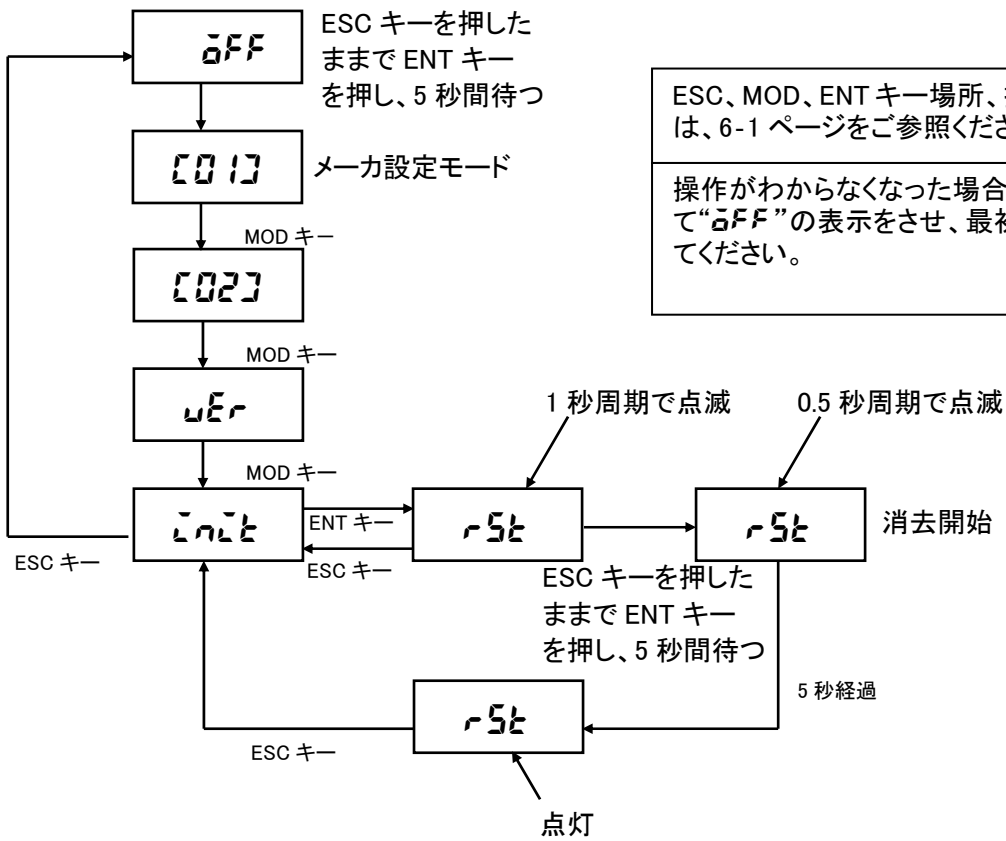 ōFF
ESC キーを押した
ままで ENT キー
を押し、5 秒間待つ
ESC、MOD、ENT キー場所、
は、6-1 ページをご参照くださ
[01]
メーカ設定モード
操作がわからなくなった場合
て“ōFF”の表示をさせ、最初
てください。
MOD キー
[02]
MOD キー
uEr
1 秒周期で点滅
0.5 秒周期で点滅
MOD キー
init
ENT キー
ESC キー
rSt
rSt
消去開始
ESC キー
ESC キーを押した
ままで ENT キー
を押し、5 秒間待つ
5 秒経過
rSt
ESC キー
点灯